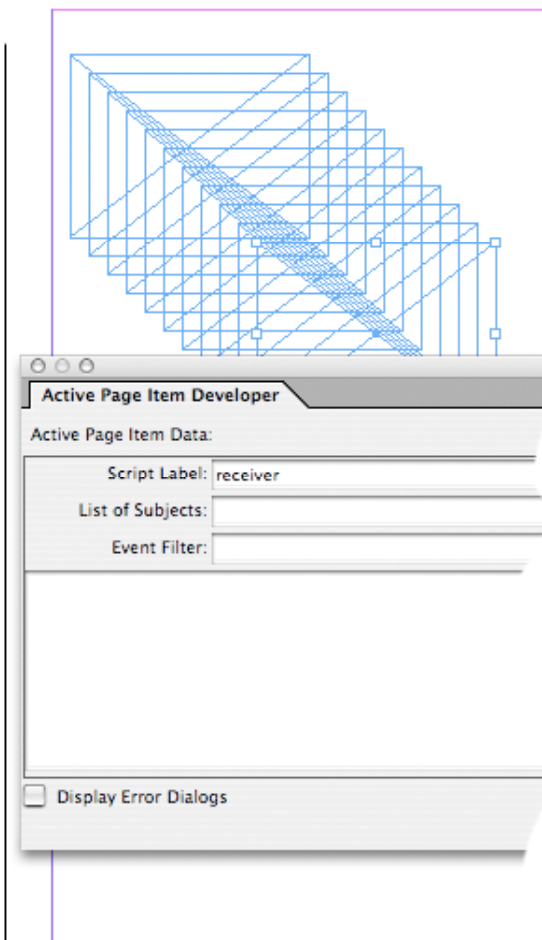 Active Page Item Developer
Active Page Item Data:
Script Label: receiver
List of Subjects:
Event Filter:
Display Error Dialogs